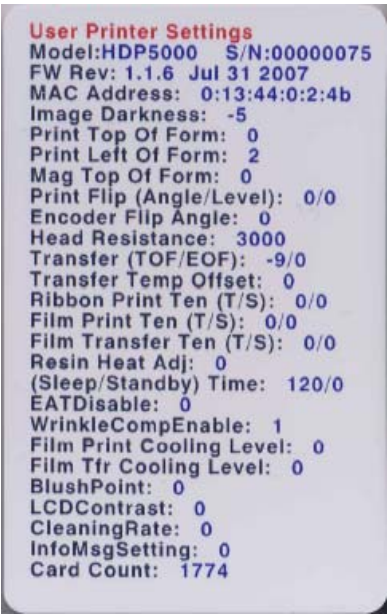 User Printer Settings
Model:HDP5000 S/N:00000075
FW Rev: 1.1.6 Jul 31 2007
MAC Address: 0:13:44:0:2:4b
Image Darkness: -5
Print Top Of Form: 0
Print Left Of Form: 2
Mag Top Of Form: 0
Print Flip (Angle/Level): 0/0
Encoder Flip Angle: 0
Head Resistance: 3000
Transfer (TOF/EOF): -9/0
Transfer Temp Offset: 0
Ribbon Print Ten (T/S): 0/0
Film Print Ten (T/S): 0/0
Film Transfer Ten (T/S): 0/0
Resin Heat Adj: 0
(Sleep/Standby) Time: 120/0
EATDisable: 0
WrinkleCompEnable: 1
Film Print Cooling Level: 0
Film Tfr Cooling Level: 0
BlushPoint: 0
LCDContrast: 0
CleaningRate: 0
InfoMsgSetting: 0
Card Count: 1774